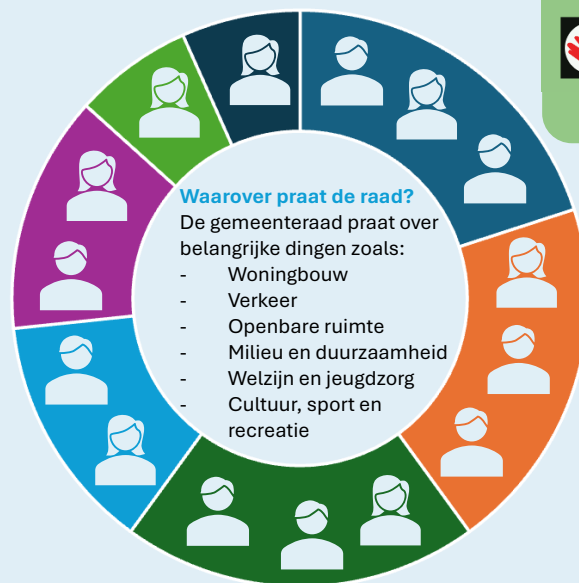 Waarover praat de raad?
De gemeenteraad praat over
belangrijke dingen zoals:
- Woningbouw
- Verkeer
- Openbare ruimte
- Milieu en duurzaamheid
- Welzijn en jeugdzorg
- Cultuur, sport en
recreatie